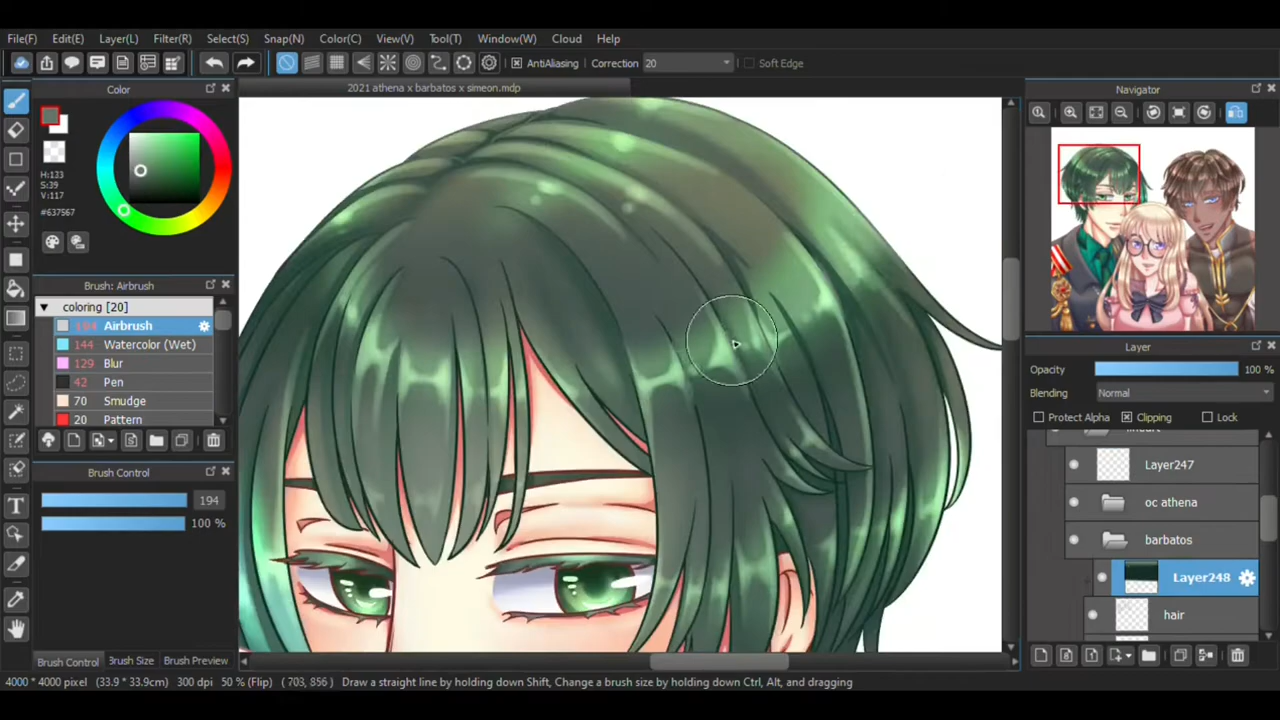 File(F) Edit(E) Layer(L) Filter(R) Select(S) Snap(N) Color(C) View(V) Tool(T) Window(W) Cloud Help
AntiAliasing Correction 20 Soft Edge
Color
2021 athena x barbatos x simeon.mdp
Navigator
H:133
S:39
V:117
#637567
Brush: Airbrush
coloring [20]
194 Airbrush
144 Watercolor (Wet)
129 Blur
42 Pen
70 Smudge
20 Pattern
Brush Control
194
100 %
Brush Control Brush Size Brush Preview
Layer
Opacity 100 %
Blending Normal
Protect Alpha Clipping Lock
lineart
Layer247
oc athena
barbatos
Layer248
hair
4000 * 4000 pixel (33.9 * 33.9cm) 300 dpi 50 % (Flip) ( 703, 856 ) Draw a straight line by holding down Shift, Change a brush size by holding down Ctrl, Alt, and dragging